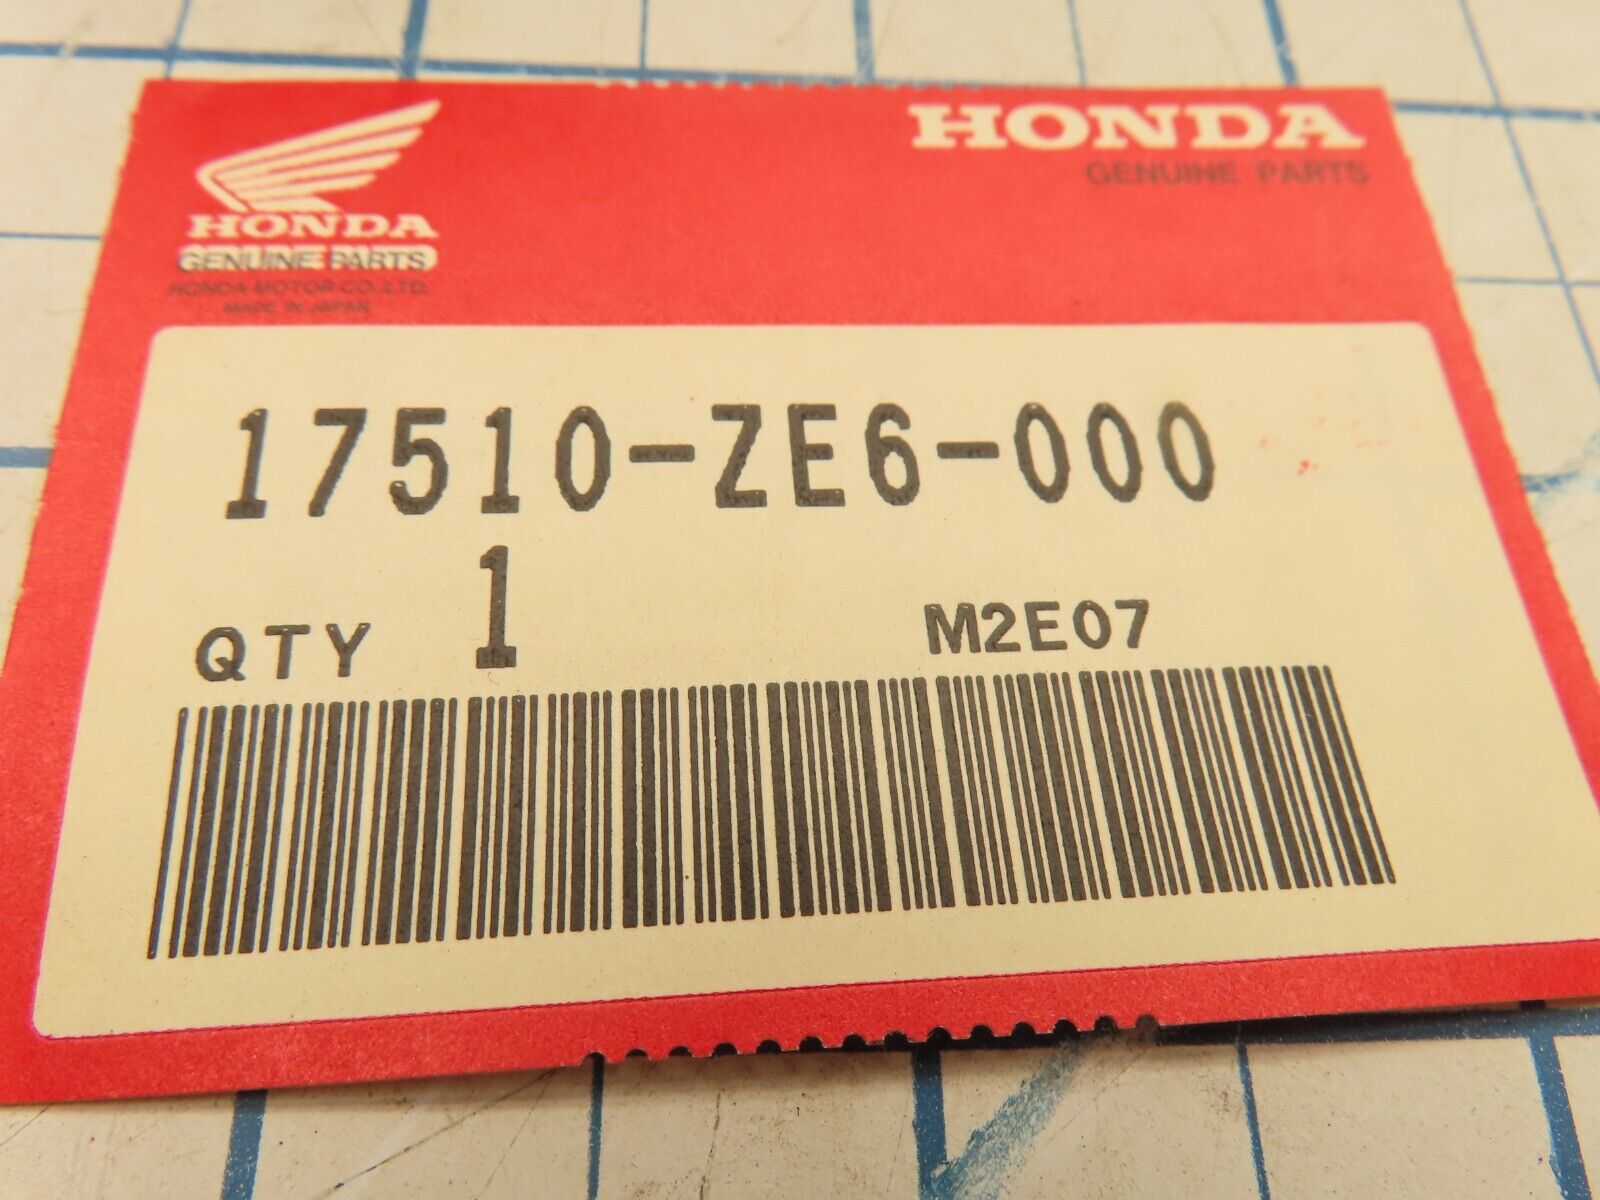 HONDA
GENUINE PARTS
HONDA
GENUINE PARTS
HONDA MOTOR CO.,LTD.
MADE IN JAPAN
17510-ZE6-000
QTY 1
M2E07